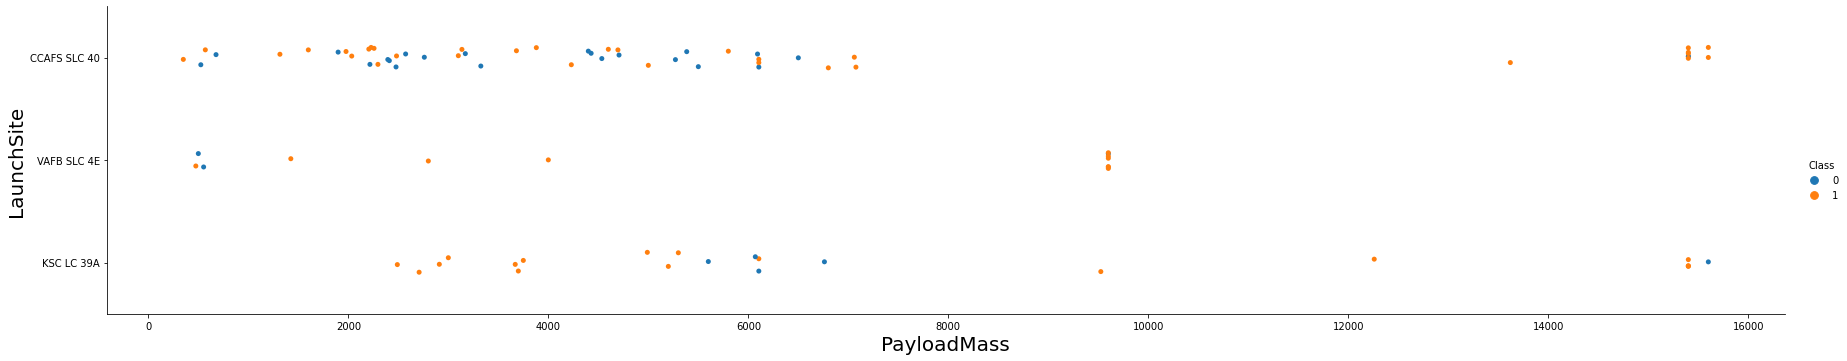 LaunchSite
CCAFS SLC 40
VAFB SLC 4E
KSC LC 39A
0 2000 4000 6000 8000 10000 12000 14000 16000
PayloadMass
Class
0
1